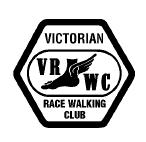 VICTORIAN
VR WC
RACE WALKING
CLUB